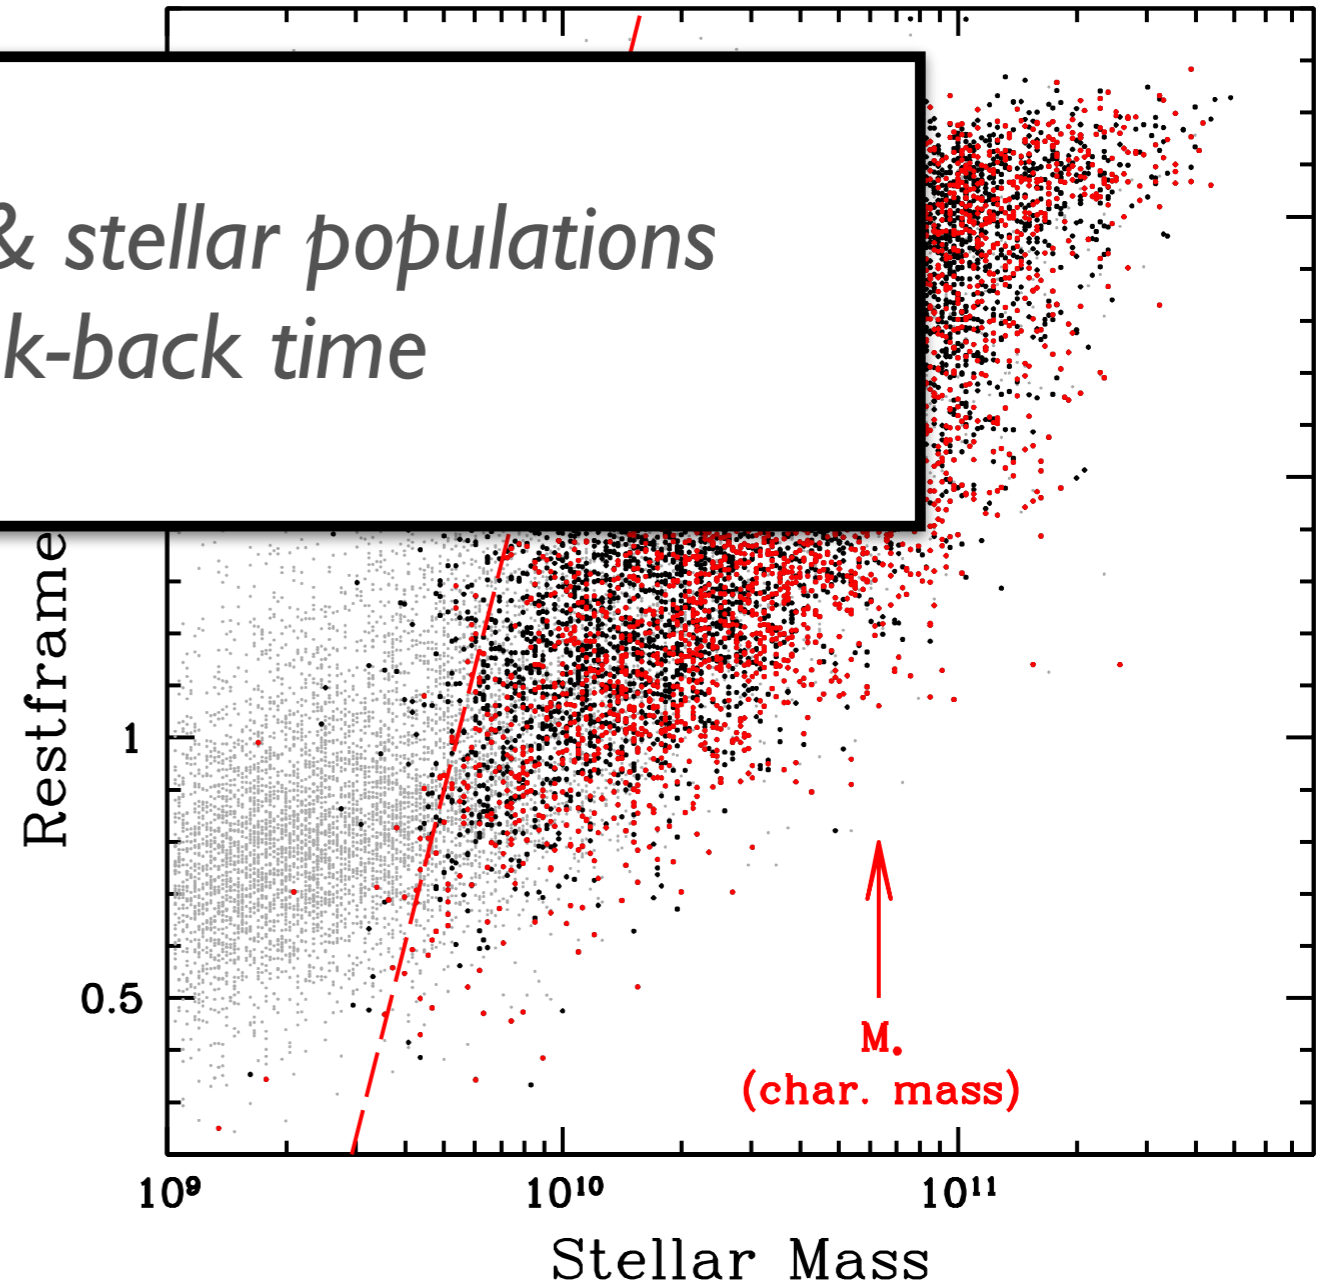 & stellar populations
k-back time
Restframe
1
0.5
M.
(char. mass)
10⁹
10¹⁰
10¹¹
Stellar Mass